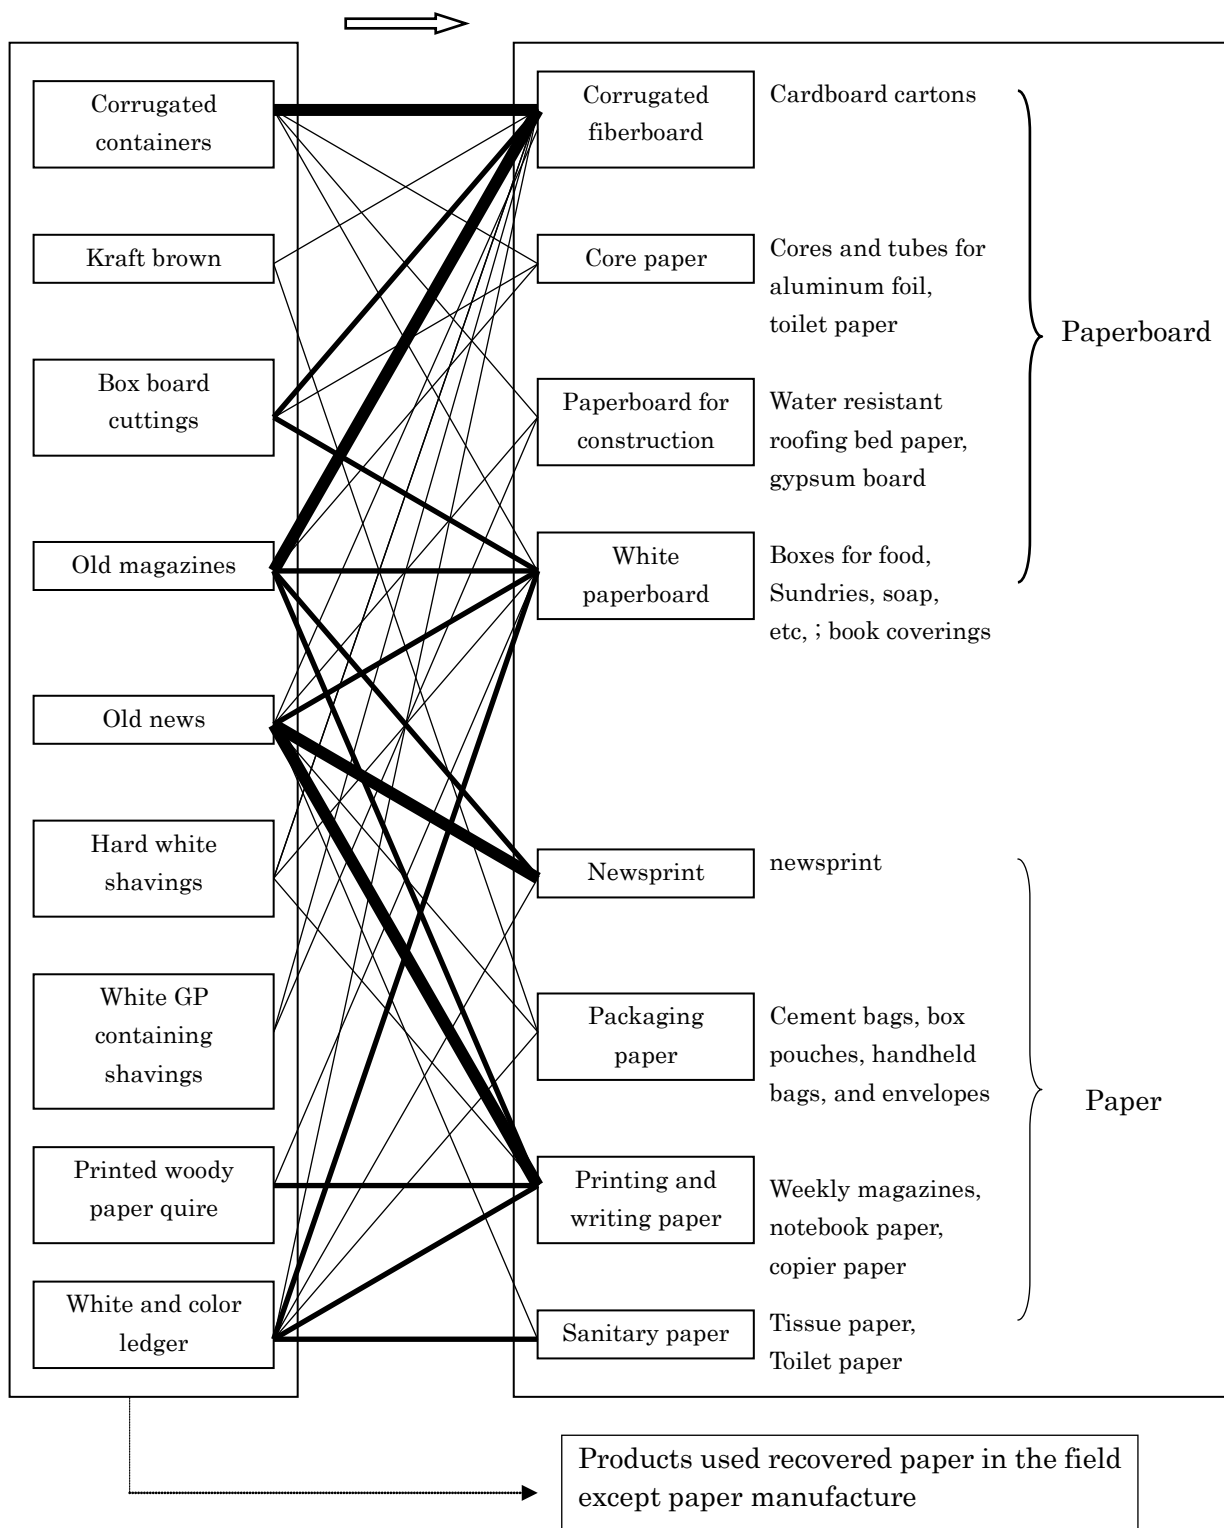 Corrugated
containers
Kraft brown
Box board
cuttings
Old magazines
Old news
Hard white
shavings
White GP
containing
shavings
Printed woody
paper quire
White and color
ledger
Corrugated
fiberboard
Cardboard cartons
Core paper
Cores and tubes for
aluminum foil,
toilet paper
Paperboard for
construction
Water resistant
roofing bed paper,
gypsum board
White
paperboard
Boxes for food,
Sundries, soap,
etc, ; book coverings
Paperboard
Newsprint
newsprint
Packaging
paper
Cement bags, box
pouches, handheld
bags, and envelopes
Printing and
writing paper
Weekly magazines,
notebook paper,
copier paper
Sanitary paper
Tissue paper,
Toilet paper
Paper
Products used recovered paper in the field
except paper manufacture